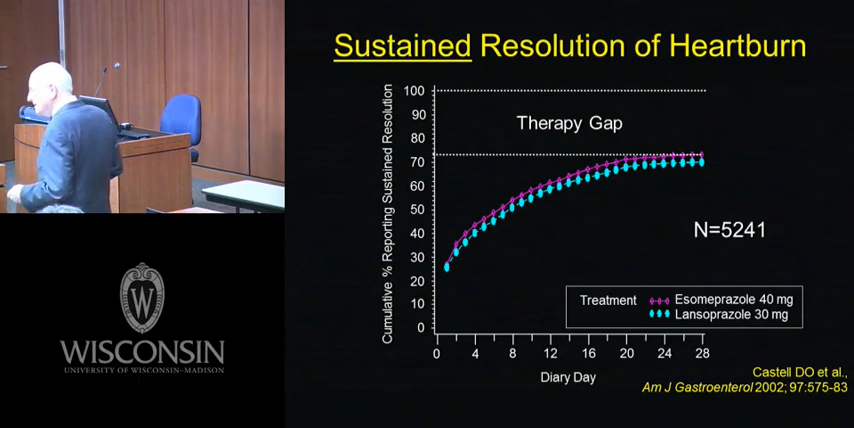 Sustained Resolution of Heartburn
Cumulative % Reporting Sustained Resolution
100
90
80
70
60
50
40
30
20
10
0
Therapy Gap
N=5241
Treatment
Esomeprazole 40 mg
Lansoprazole 30 mg
0 4 8 12 16 20 24 28
Diary Day
Castell DO et al.,
Am J Gastroenterol 2002; 97:575-83
W
WISCONSIN
UNIVERSITY OF WISCONSIN–MADISON